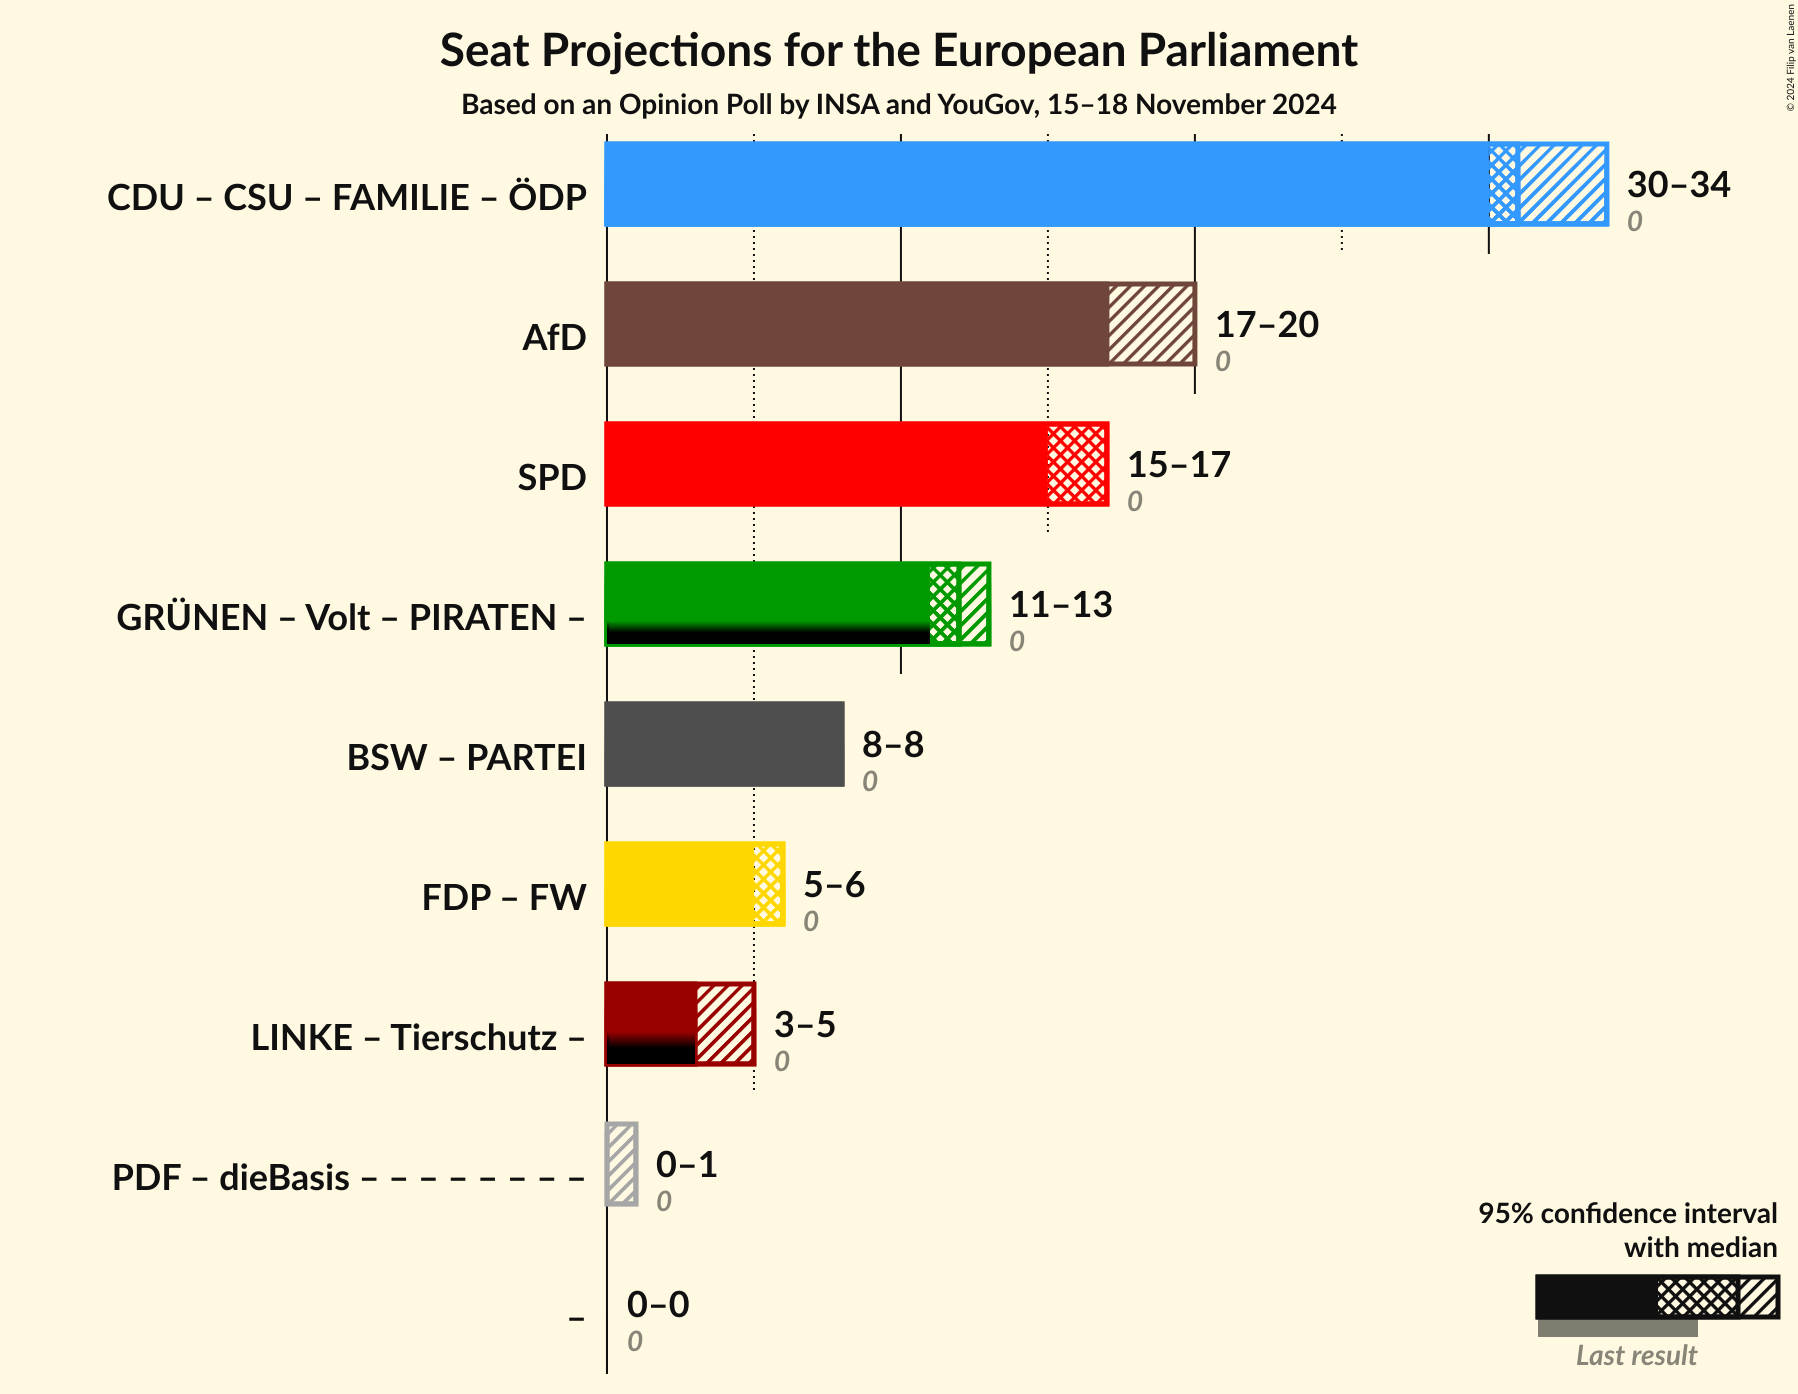 Seat Projections for the European Parliament
Based on an Opinion Poll by INSA and YouGov, 15–18 November 2024
© 2024 Filip van Laenen
CDU – CSU – FAMILIE – ÖDP
30–34
0
AfD
17–20
0
SPD
15–17
0
GRÜNEN – Volt – PIRATEN –
11–13
0
BSW – PARTEI
8–8
0
FDP – FW
5–6
0
LINKE – Tierschutz –
3–5
0
PDF – dieBasis – – – – – – – –
0–1
0
–
0–0
0
95% confidence interval
with median
Last result